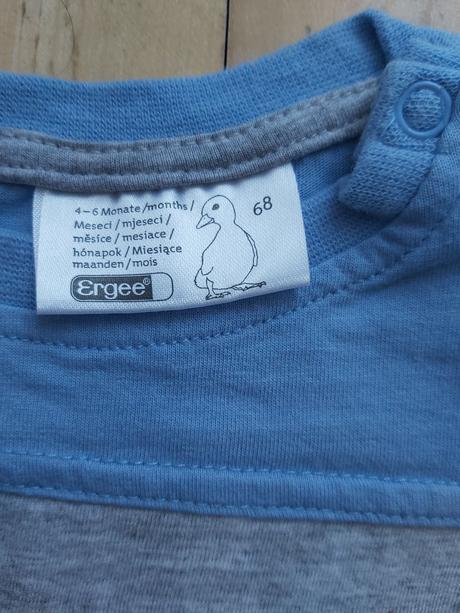 4-6 Monate/months/
Meseci/mjeseci/
měsíce/mesiace/
hónapok/Miesiące
maanden/mois
68
Ergee®